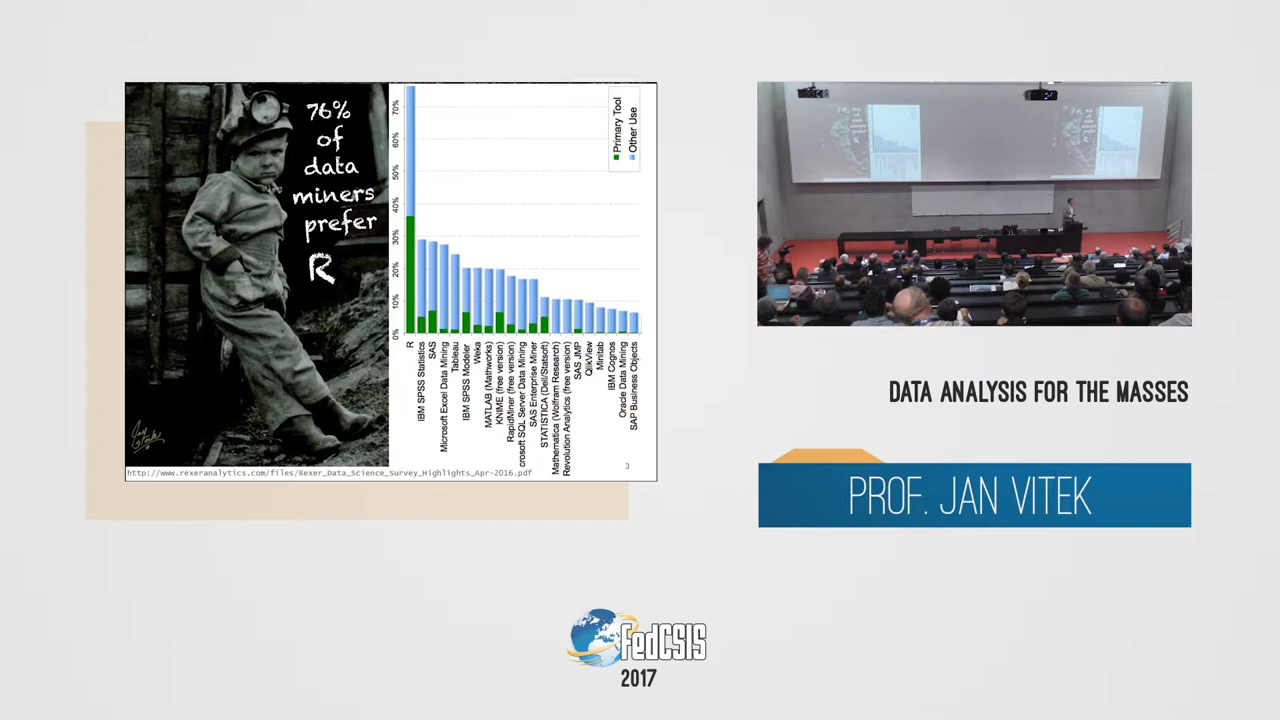 76%
of
data
miners
prefer
R
70%
60%
50%
40%
30%
20%
10%
0%
Primary Tool
Other Use
R
IBM SPSS Statistics
SAS
Microsoft Excel Data Mining
Tableau
IBM SPSS Modeler
Weka
MATLAB (Mathworks)
KNIME (free version)
RapidMiner (free version)
crosoft SQL Server Data Mining
SAS Enterprise Miner
STATISTICA (Dell/Statsoft)
Mathematica (Wolfram Research)
Revolution Analytics (free version)
SAS JMP
QlikView
Minitab
IBM Cognos
Oracle Data Mining
SAP Business Objects
http://www.rexeranalytics.com/files/Rexer_Data_Science_Survey_Highlights_Apr-2016.pdf
3
DATA ANALYSIS FOR THE MASSES
PROF. JAN VITEK
FedCSIS
2017